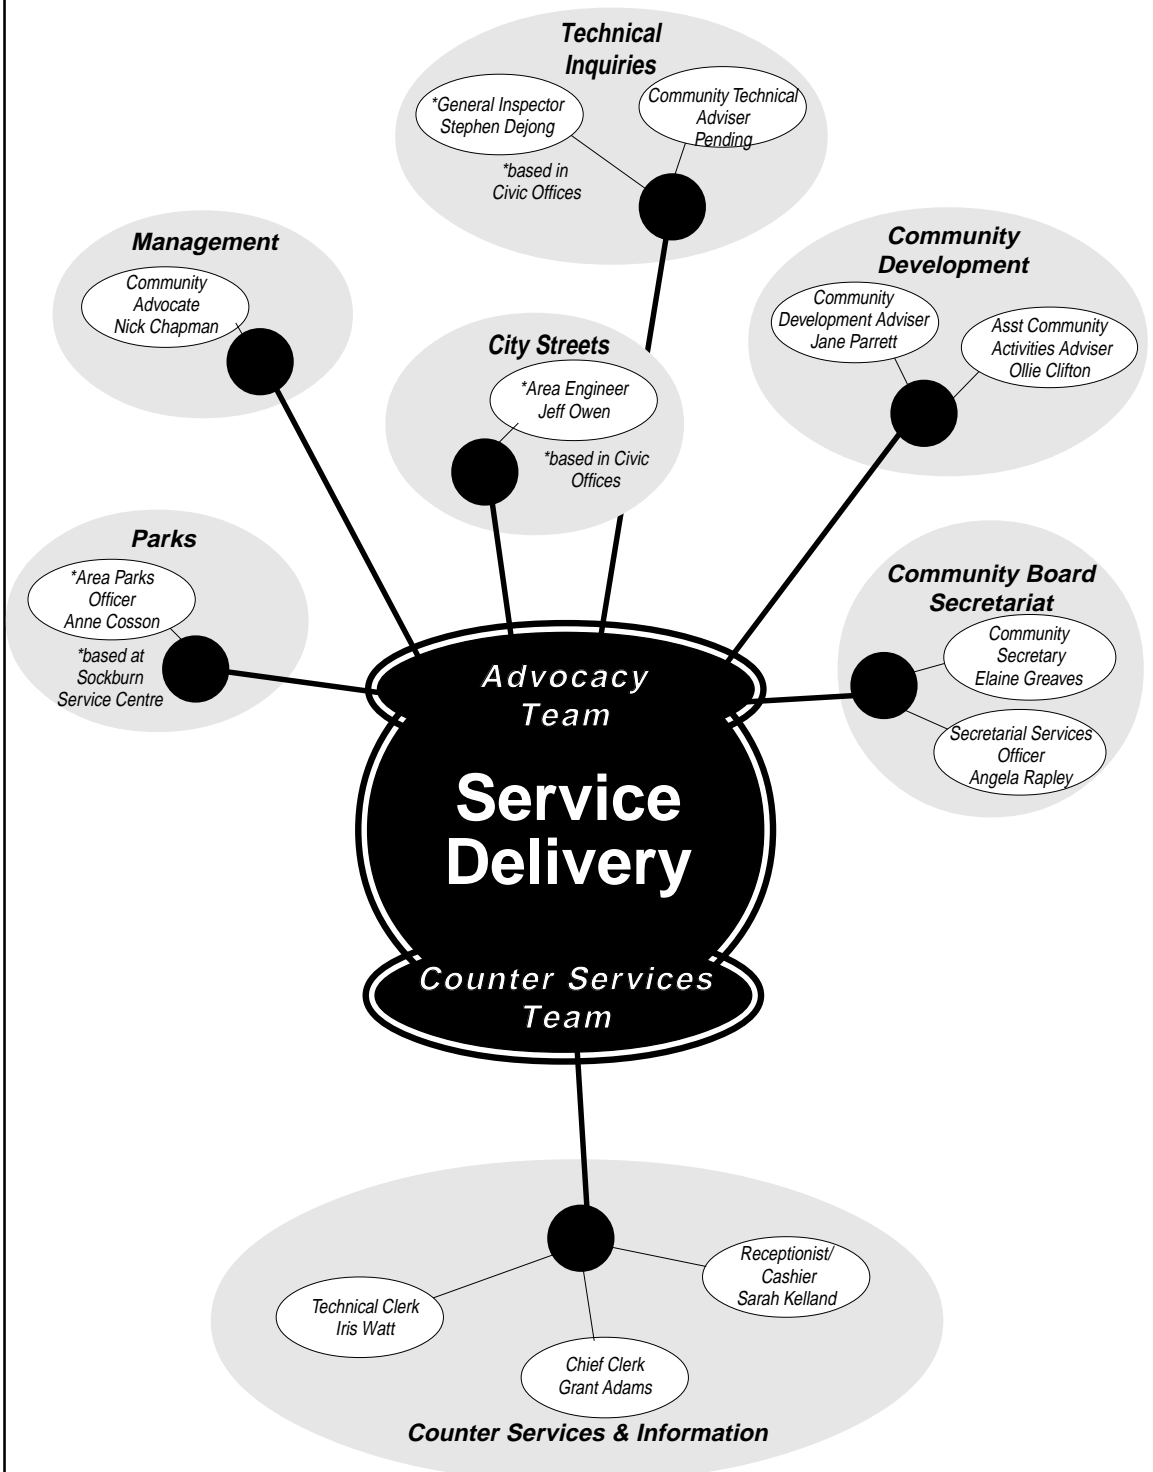 Technical
Inquiries
*General Inspector
Stephen Dejong
Community Technical
Adviser
Pending
*based in
Civic Offices
Management
Community
Advocate
Nick Chapman
City Streets
*Area Engineer
Jeff Owen
*based in Civic
Offices
Community
Development
Community
Development Adviser
Jane Parrett
Asst Community
Activities Adviser
Ollie Clifton
Parks
*Area Parks
Officer
Anne Cosson
*based at
Sockburn
Service Centre
Community Board
Secretariat
Community
Secretary
Elaine Greaves
Secretarial Services
Officer
Angela Rapley
Advocacy
Team
Service
Delivery
Counter Services
Team
Receptionist/
Cashier
Sarah Kelland
Technical Clerk
Iris Watt
Chief Clerk
Grant Adams
Counter Services & Information